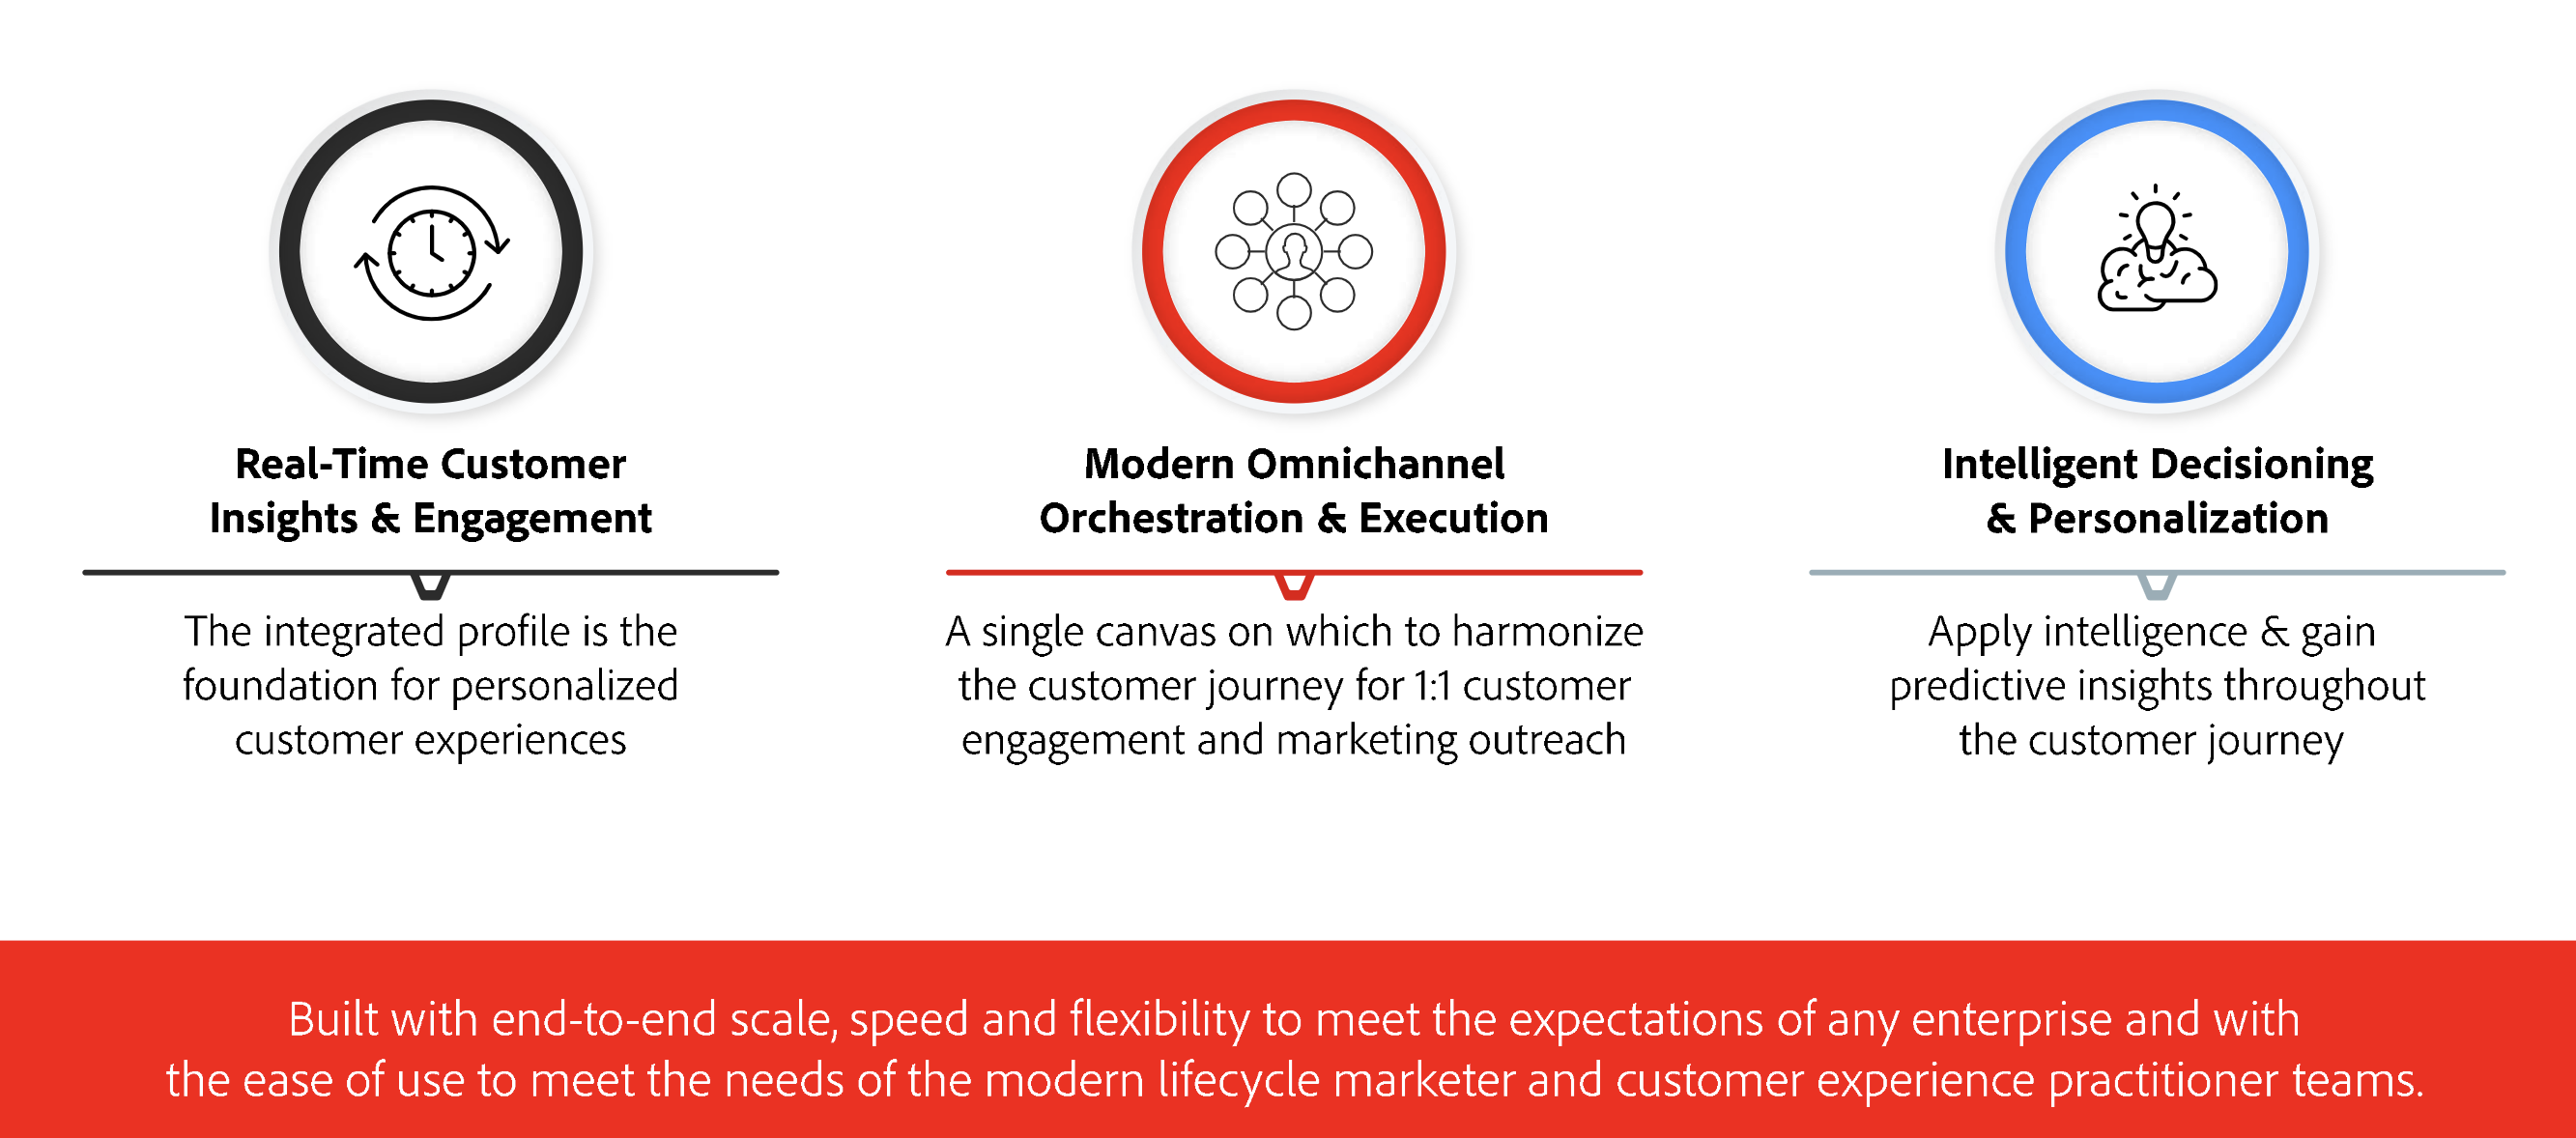 Real-Time Customer
Insights & Engagement
The integrated profile is the
foundation for personalized
customer experiences
Modern Omnichannel
Orchestration & Execution
A single canvas on which to harmonize
the customer journey for 1:1 customer
engagement and marketing outreach
Intelligent Decisioning
& Personalization
Apply intelligence & gain
predictive insights throughout
the customer journey
Built with end-to-end scale, speed and flexibility to meet the expectations of any enterprise and with
the ease of use to meet the needs of the modern lifecycle marketer and customer experience practitioner teams.